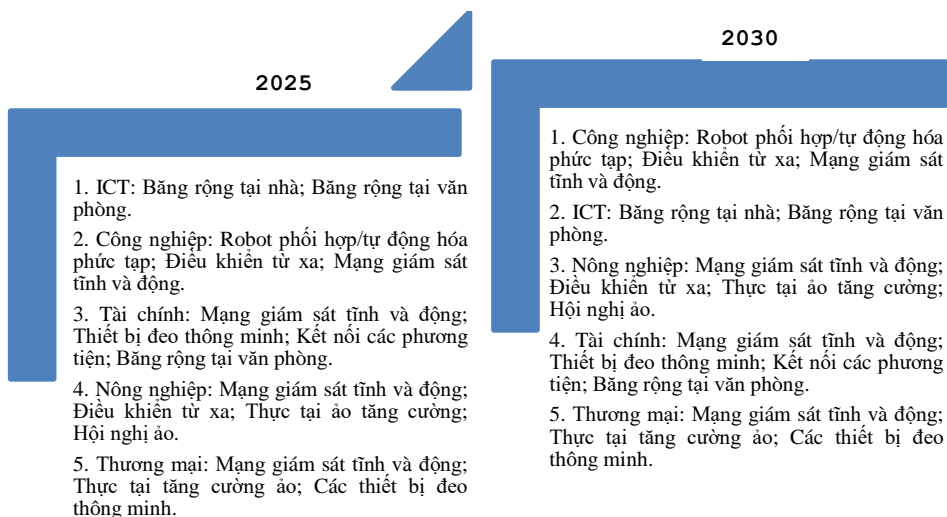 2025
1. ICT: Băng rộng tại nhà; Băng rộng tại văn
phòng.
2. Công nghiệp: Robot phối hợp/tự động hóa
phức tạp; Điều khiển từ xa; Mạng giám sát
tĩnh và động.
3. Tài chính: Mạng giám sát tĩnh và động;
Thiết bị đeo thông minh; Kết nối các phương
tiện; Băng rộng tại văn phòng.
4. Nông nghiệp: Mạng giám sát tĩnh và động;
Điều khiển từ xa; Thực tại ảo tăng cường;
Hội nghị ảo.
5. Thương mại: Mạng giám sát tĩnh và động;
Thực tại tăng cường ảo; Các thiết bị đeo
thông minh.
2030
1. Công nghiệp: Robot phối hợp/tự động hóa
phức tạp; Điều khiển từ xa; Mạng giám sát
tĩnh và động.
2. ICT: Băng rộng tại nhà; Băng rộng tại văn
phòng.
3. Nông nghiệp: Mạng giám sát tĩnh và động;
Điều khiển từ xa; Thực tại ảo tăng cường;
Hội nghị ảo.
4. Tài chính: Mạng giám sát tĩnh và động;
Thiết bị đeo thông minh; Kết nối các phương
tiện; Băng rộng tại văn phòng.
5. Thương mại: Mạng giám sát tĩnh và động;
Thực tại tăng cường ảo; Các thiết bị đeo
thông minh.